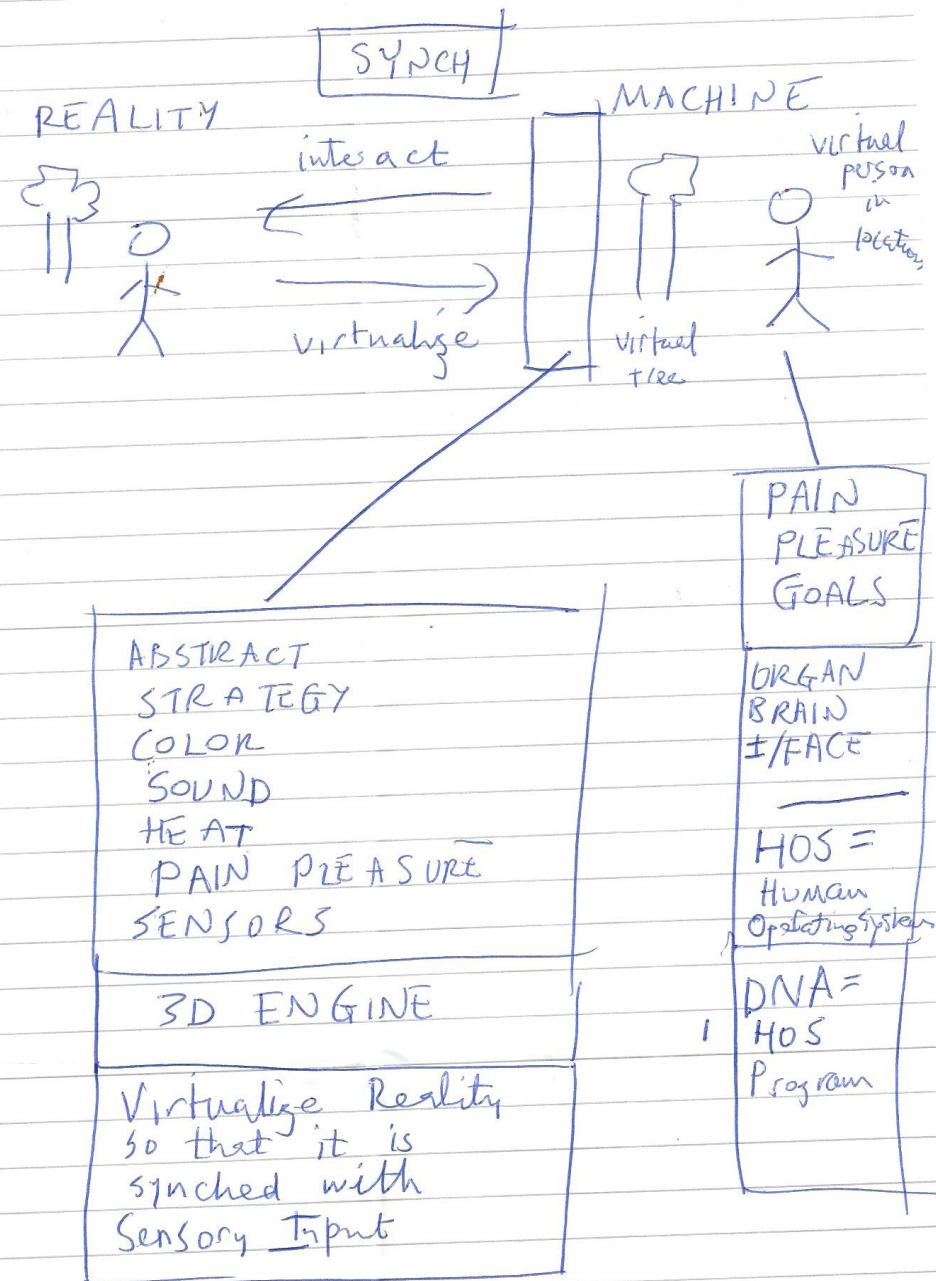 SYNCH
REALITY
MACHINE
interact
virtual
person
in
location
virtualize
virtual
tree
PAIN
PLEASURE
GOALS
ABSTRACT
STRATEGY
COLOR
SOUND
HEAT
PAIN PLEASURE
SENSORS
3D ENGINE
Virtualize Reality
so that it is
synched with
Sensory Input
ORGAN
BRAIN
I/FACE
HOS =
Human
Operating System
DNA =
HOS
Program